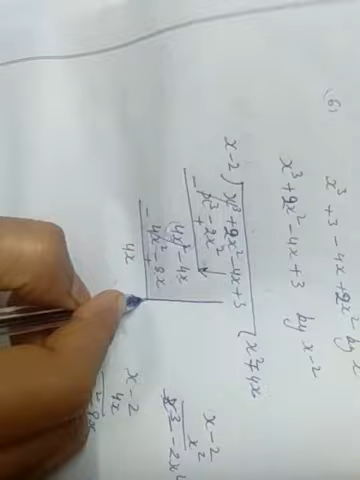 (6) x³ + 3 - 4x + 2x² by x
x³ + 2x² - 4x + 3 by x - 2
x - 2 ) x³ + 2x² - 4x + 3 ( x² + 4x
- x³ + 2x²
4x² - 4x
- 4x² + 8x
4x
x - 2
x²
x³ - 2x²
x - 2
4x
- 8x